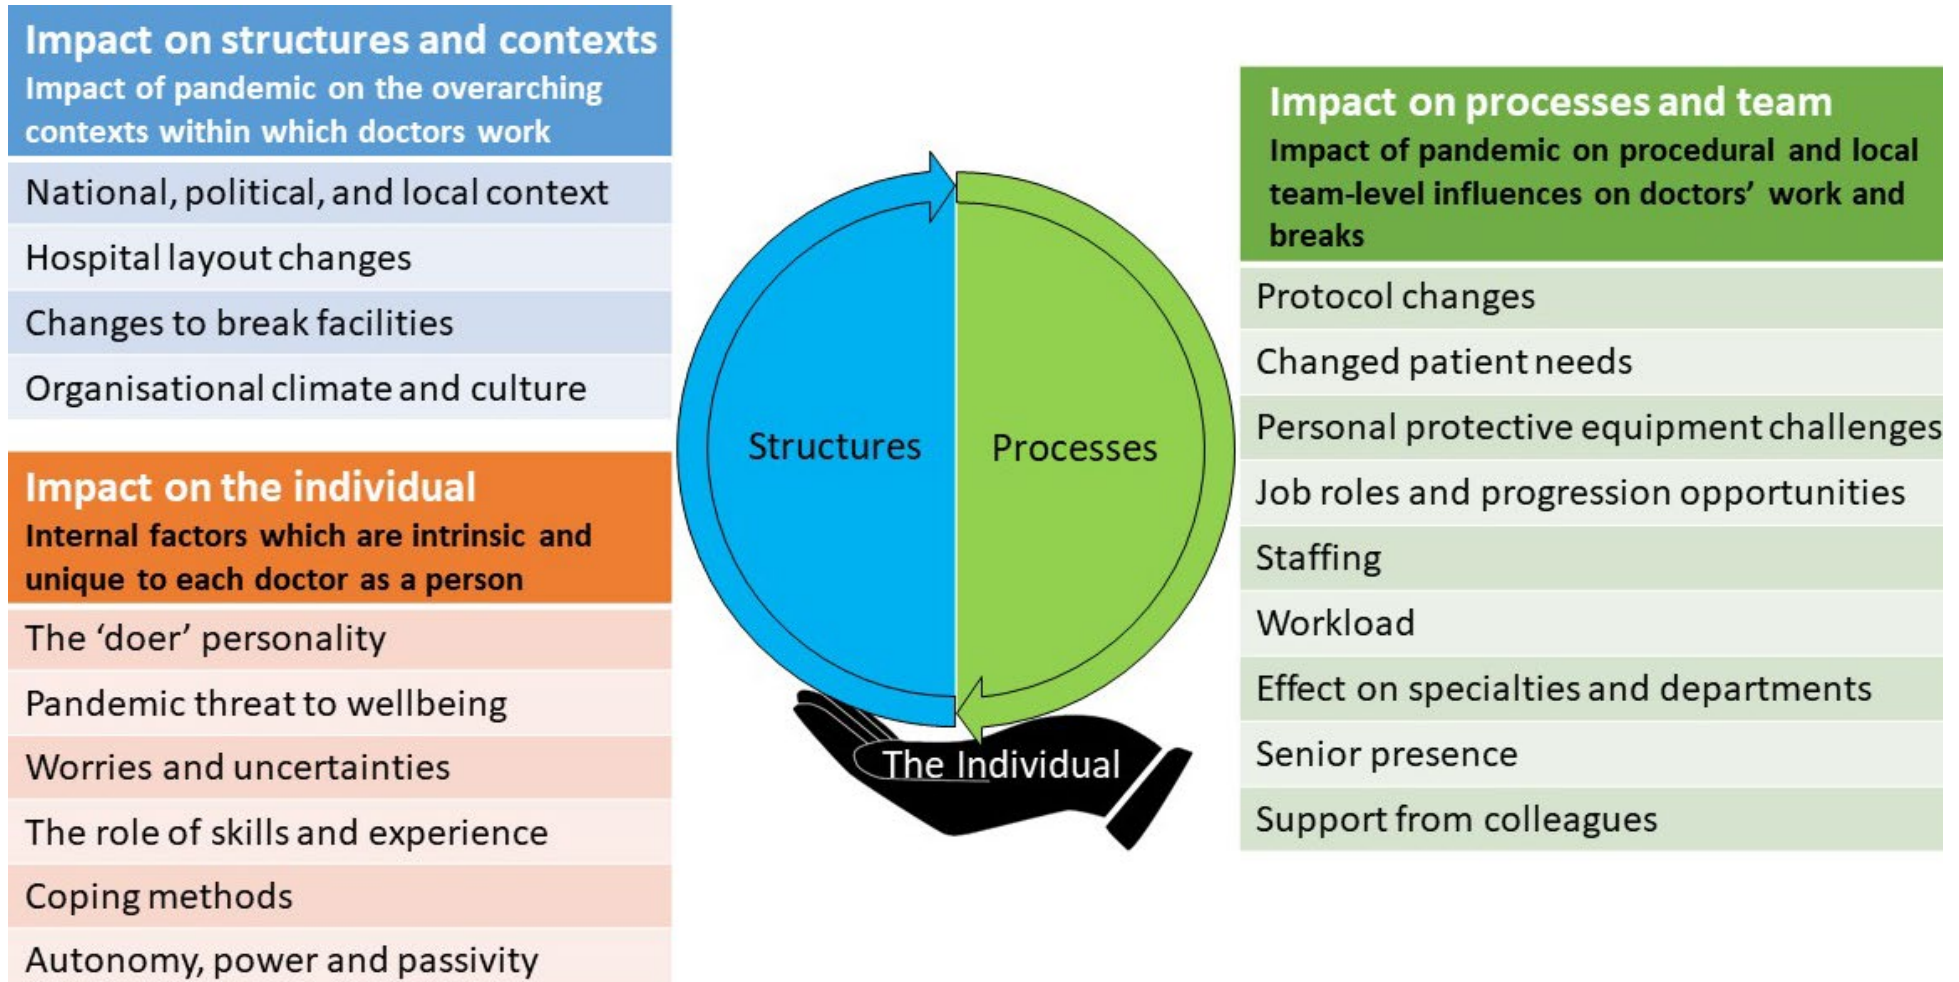 Impact on structures and contexts
Impact of pandemic on the overarching
contexts within which doctors work
National, political, and local context
Hospital layout changes
Changes to break facilities
Organisational climate and culture
Impact on the individual
Internal factors which are intrinsic and
unique to each doctor as a person
The ‘doer’ personality
Pandemic threat to wellbeing
Worries and uncertainties
The role of skills and experience
Coping methods
Autonomy, power and passivity
Structures
Processes
The Individual
Impact on processes and team
Impact of pandemic on procedural and local
team-level influences on doctors’ work and
breaks
Protocol changes
Changed patient needs
Personal protective equipment challenges
Job roles and progression opportunities
Staffing
Workload
Effect on specialties and departments
Senior presence
Support from colleagues